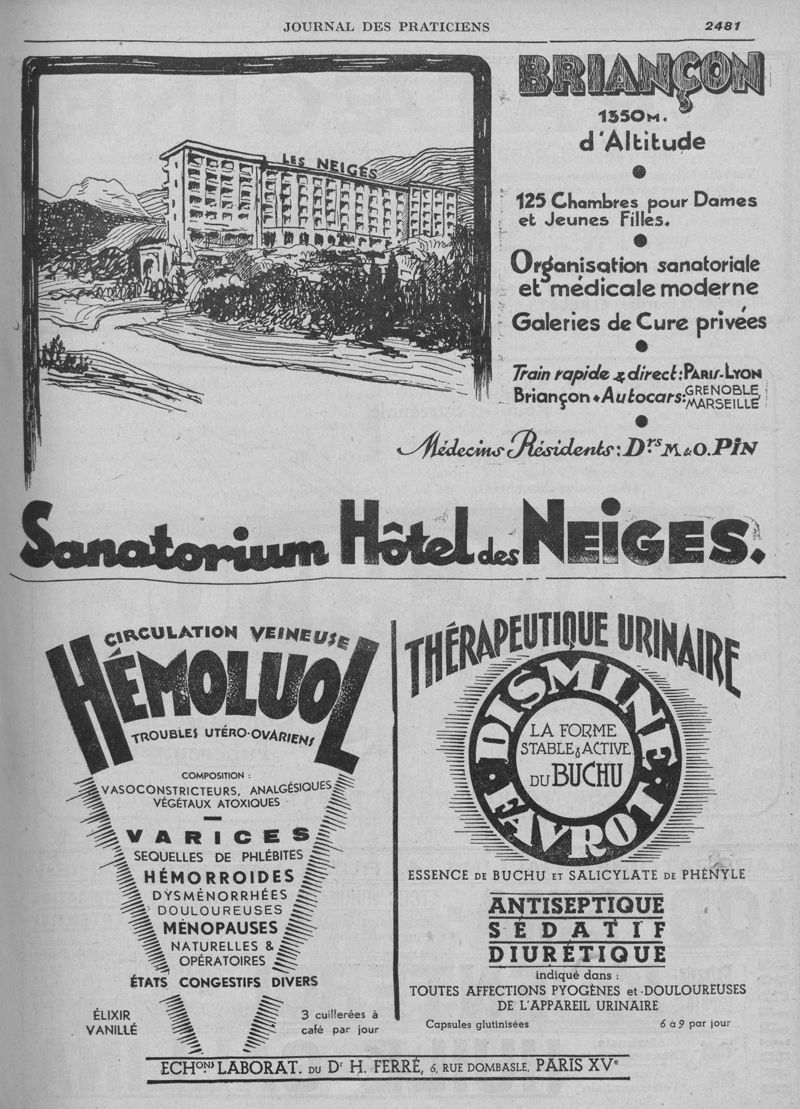 JOURNAL DES PRATICIENS
2481
LES NEIGES
BRIANÇON
1350M.
d'Altitude
125 Chambres pour Dames
et Jeunes Filles.
Organisation sanatoriale
et médicale moderne
Galeries de Cure privées
Train rapide & direct: PARIS-LYON
Briançon • Autocars: GRENOBLE
MARSEILLE
Médecins Résidents: Drs M.&O. PIN
Sanatorium Hôtel des NEIGES.
CIRCULATION VEINEUSE
HÉMOLUOL
TROUBLES UTÉRO-OVARIENS
COMPOSITION :
VASOCONSTRICTEURS, ANALGÉSIQUES
VÉGÉTAUX ATOXIQUES
VARICES
SEQUELLES DE PHLÉBITES
HÉMORROIDES
DYSMÉNORRHÉES
DOULOUREUSES
MÉNOPAUSES
NATURELLES &
OPÉRATOIRES
ÉTATS CONGESTIFS DIVERS
ÉLIXIR
VANILLÉ
3 cuillerées à
café par jour
THÉRAPEUTIQUE URINAIRE
DISMINE
LA FORME
STABLE & ACTIVE
DU BUCHU
FAVROT
ESSENCE DE BUCHU ET SALICYLATE DE PHÉNYLE
ANTISEPTIQUE
SÉDATIF
DIURÉTIQUE
indiqué dans :
TOUTES AFFECTIONS PYOGÈNES et DOULOUREUSES
DE L'APPAREIL URINAIRE
Capsules glutinisées
6 à 9 par jour
ECHONS LABORAT. DU Dr H. FERRÉ, 6, RUE DOMBASLE, PARIS XVe